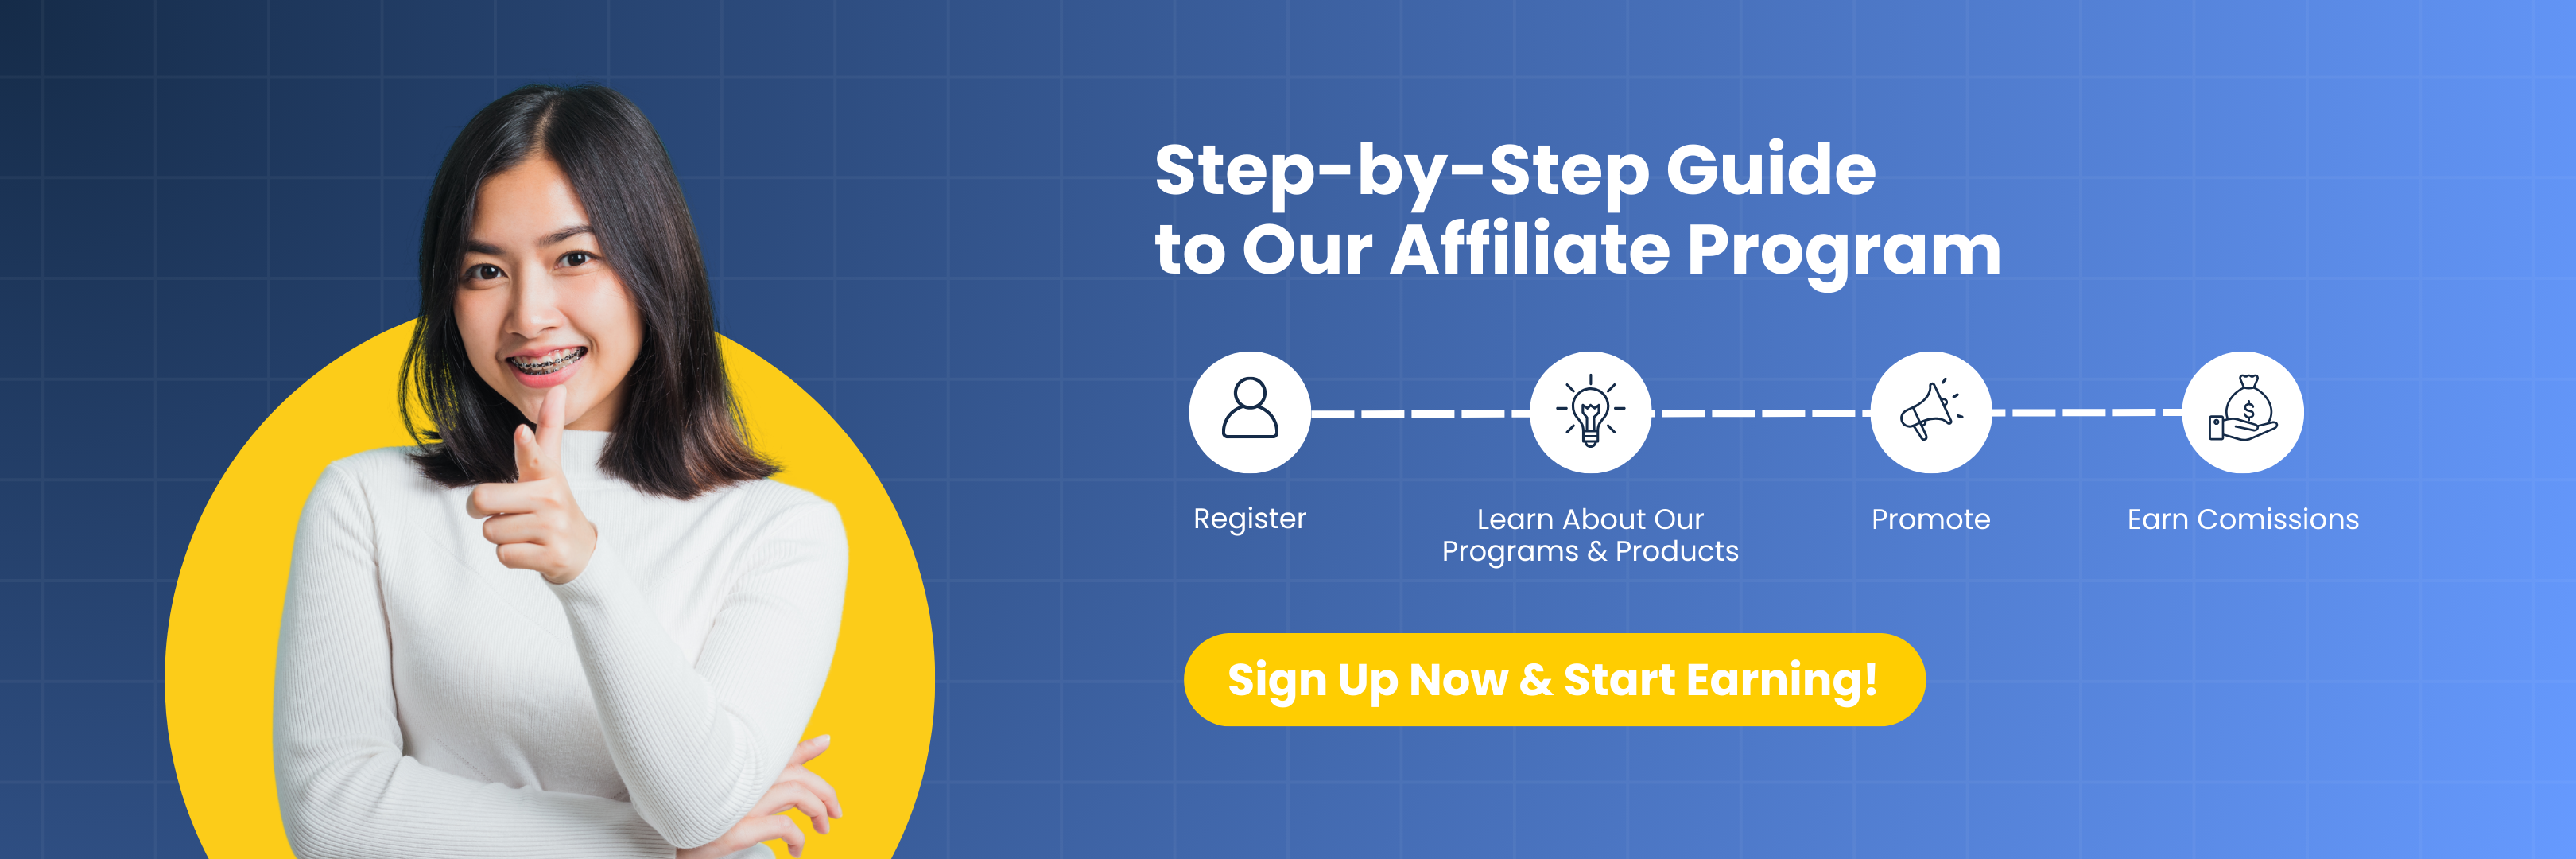 Step-by-Step Guide
to Our Affiliate Program
Register
Learn About Our
Programs & Products
Promote
$
Earn Comissions
Sign Up Now & Start Earning!